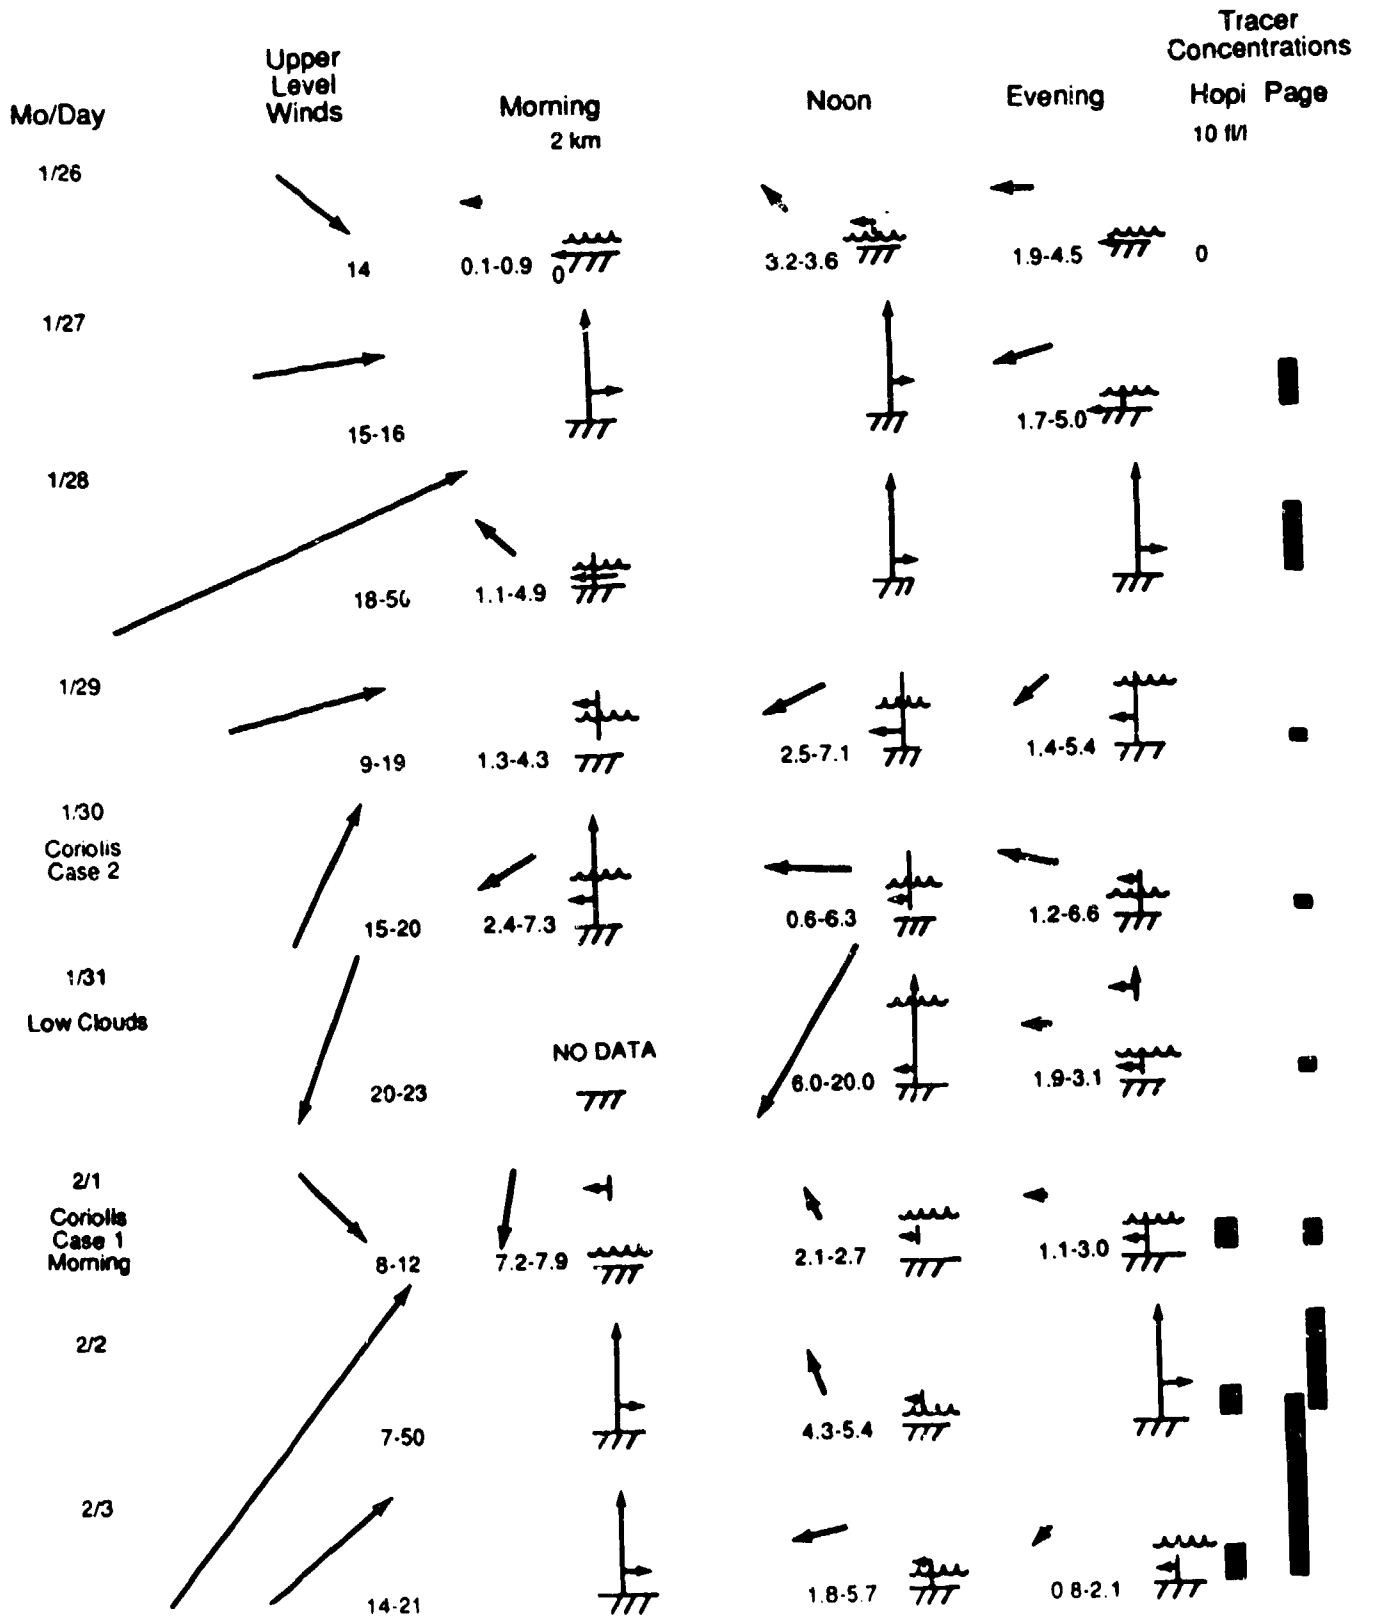 Tracer
Concentrations
Upper
Level
Winds
Mo/Day
Morning
Noon
Evening
Hopi Page
2 km
10 fl/l
1/26
14
0.1-0.9
0
3.2-3.6
1.9-4.5
0
1/27
15-16
1.7-5.0
1/28
1.1-4.9
1/29
9-19
1.3-4.3
2.5-7.1
1.4-5.4
1/30
Coriolis
Case 2
15-20
2.4-7.3
0.6-6.3
1.2-6.6
1/31
Low Clouds
NO DATA
20-23
6.0-20.0
1.9-3.1
2/1
Coriolis
Case 1
Morning
8-12
7.2-7.9
2.1-2.7
1.1-3.0
2/2
7-50
4.3-5.4
2/3
14-21
1.8-5.7
0.8-2.1